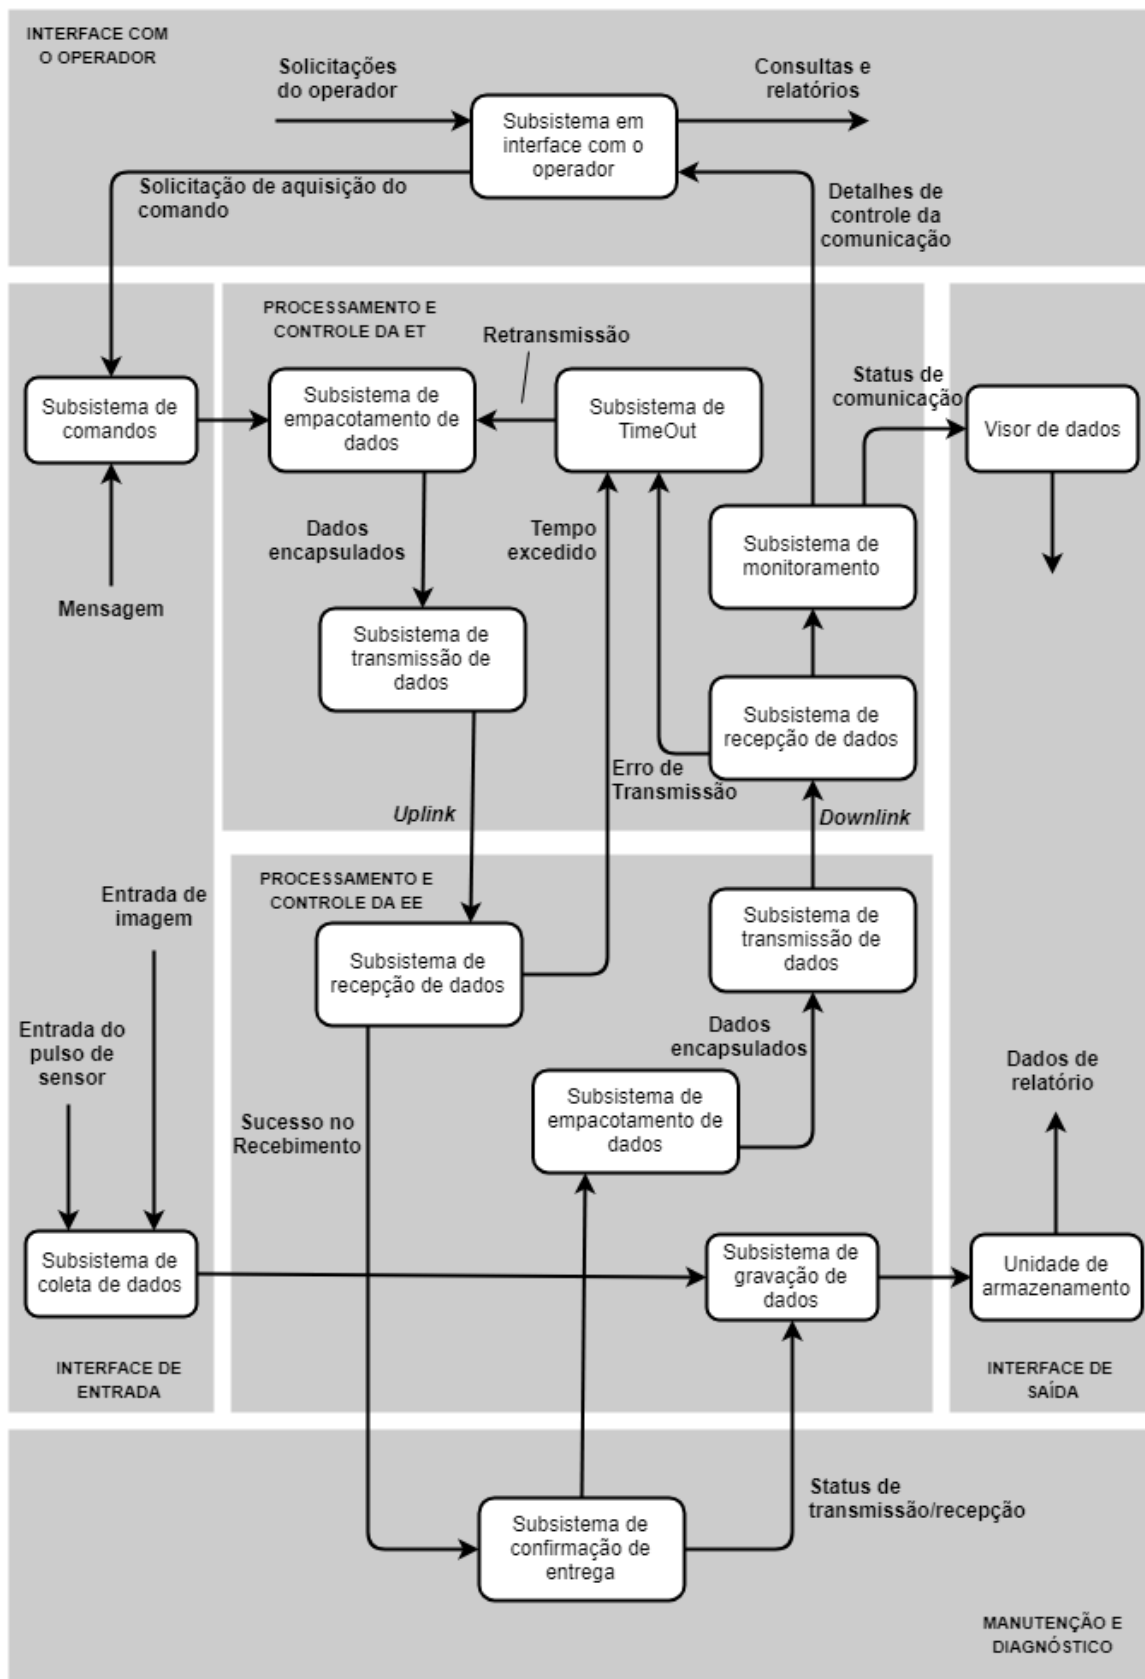 INTERFACE COM
O OPERADOR
Solicitações
do operador
Consultas e
relatórios
Subsistema em
interface com o
operador
Solicitação de aquisição do
comando
Detalhes de
controle da
comunicação
PROCESSAMENTO E
CONTROLE DA ET
Retransmissão
Status de
comunicação
Subsistema de
comandos
Subsistema de
empacotamento de
dados
Subsistema de
TimeOut
Visor de dados
Mensagem
Dados
encapsulados
Tempo
excedido
Subsistema de
monitoramento
Subsistema de
transmissão de
dados
Subsistema de
recepção de dados
Erro de
Transmissão
Uplink
Downlink
PROCESSAMENTO E
CONTROLE DA EE
Entrada de
imagem
Subsistema de
recepção de dados
Subsistema de
transmissão de
dados
Entrada do
pulso de
sensor
Dados
encapsulados
Dados de
relatório
Sucesso no
Recebimento
Subsistema de
empacotamento de
dados
Subsistema de
coleta de dados
Subsistema de
gravação de
dados
Unidade de
armazenamento
INTERFACE DE
ENTRADA
INTERFACE DE
SAÍDA
Status de
transmissão/recepção
Subsistema de
confirmação de
entrega
MANUTENÇÃO E
DIAGNÓSTICO